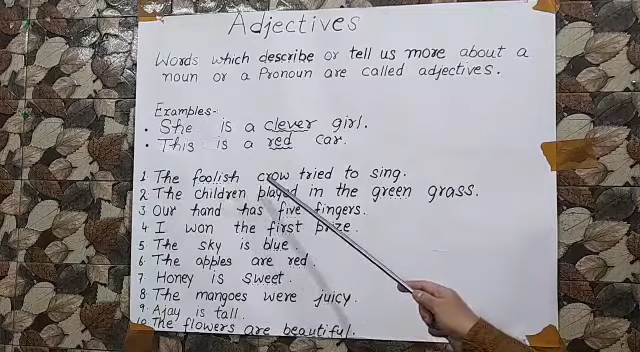 Adjectives
Words which describe or tell us more about a
noun or a Pronoun are called adjectives.
Examples-
• She is a clever girl.
• This is a red car.
1 The foolish crow tried to sing.
2 The children played in the green grass.
3 Our hand has five fingers.
4 I won the first prize.
5 The sky is blue.
6. The apples are red.
7 Honey is sweet.
8 The mangoes were juicy.
9. Ajay is tall.
10 The flowers are beautiful.